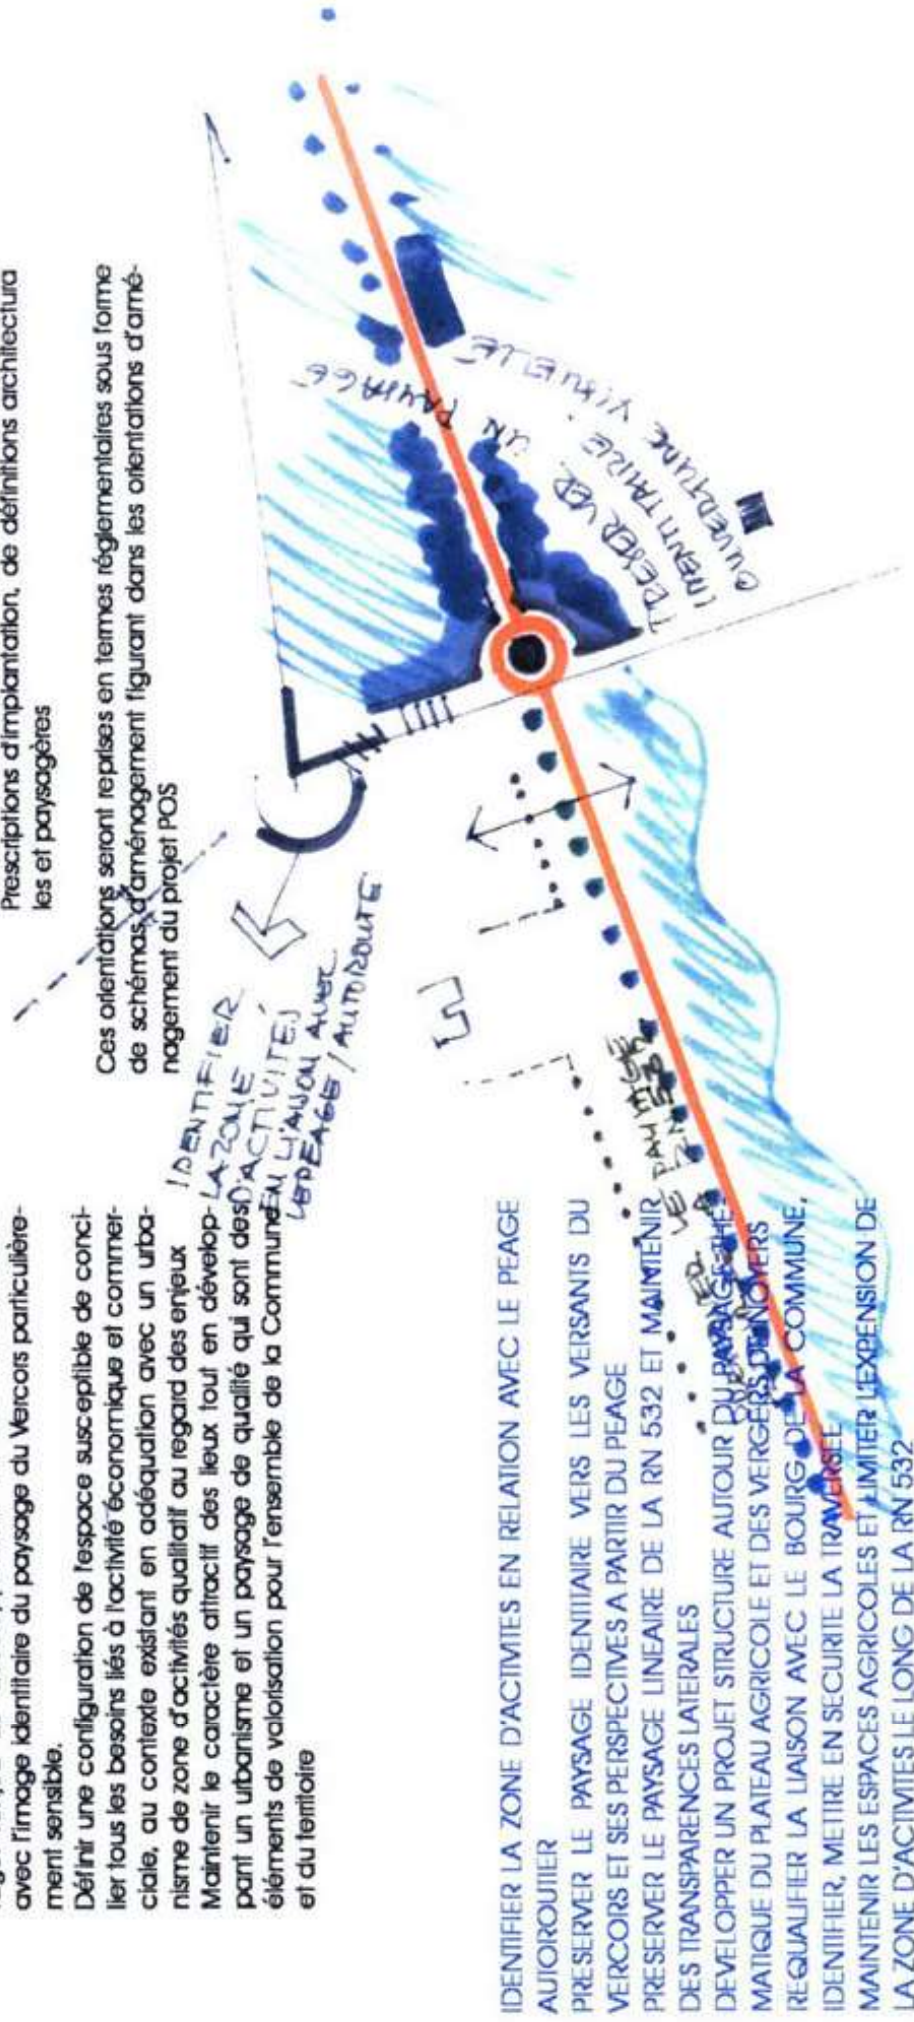 avec l'image identitaire du paysage du Vercors particulière-
ment sensible.
Définir une configuration de l'espace susceptible de conci-
lier tous les besoins liés à l'activité économique et commer-
ciale, au contexte existant en adéquation avec un urba-
nisme de zone d'activités qualitatif au regard des enjeux
Maintenir le caractère attractif des lieux tout en dévelop-
pant un urbanisme et un paysage de qualité qui sont des
éléments de valorisation pour l'ensemble de la Commune
et du territoire
Prescriptions d'implantation, de définitions architectura
les et paysagères
Ces orientations seront reprises en termes réglementaires sous forme
de schémas d'aménagement figurant dans les orientations d'amé-
nagement du projet POS
IDENTIFIER
LA ZONE
D'ACTIVITÉS
EN LIAISON AVEC
LE PEAGE / AUTOROUTE
PRESERVER UN PAYSAGE
IDENTITAIRE
OUVERTURE VISUELLE
LE PAYSAGE
RN 532
IDENTIFIER LA ZONE D'ACTIVITES EN RELATION AVEC LE PEAGE
AUTOROUTIER
PRESERVER LE PAYSAGE IDENTITAIRE VERS LES VERSANTS DU
VERCORS ET SES PERSPECTIVES A PARTIR DU PEAGE
PRESERVER LE PAYSAGE LINEAIRE DE LA RN 532 ET MAINTENIR
DES TRANSPARENCES LATERALES
DEVELOPPER UN PROJET STRUCTURE AUTOUR DU PAYSAGE THE-
MATIQUE DU PLATEAU AGRICOLE ET DES VERGERS DE NOYERS
REQUALIFIER LA LIAISON AVEC LE BOURG DE LA COMMUNE,
IDENTIFIER, METTRE EN SECURITE LA TRAVERSEE
MAINTENIR LES ESPACES AGRICOLES ET LIMITER L'EXPENSION DE
LA ZONE D'ACTIVITES LE LONG DE LA RN 532